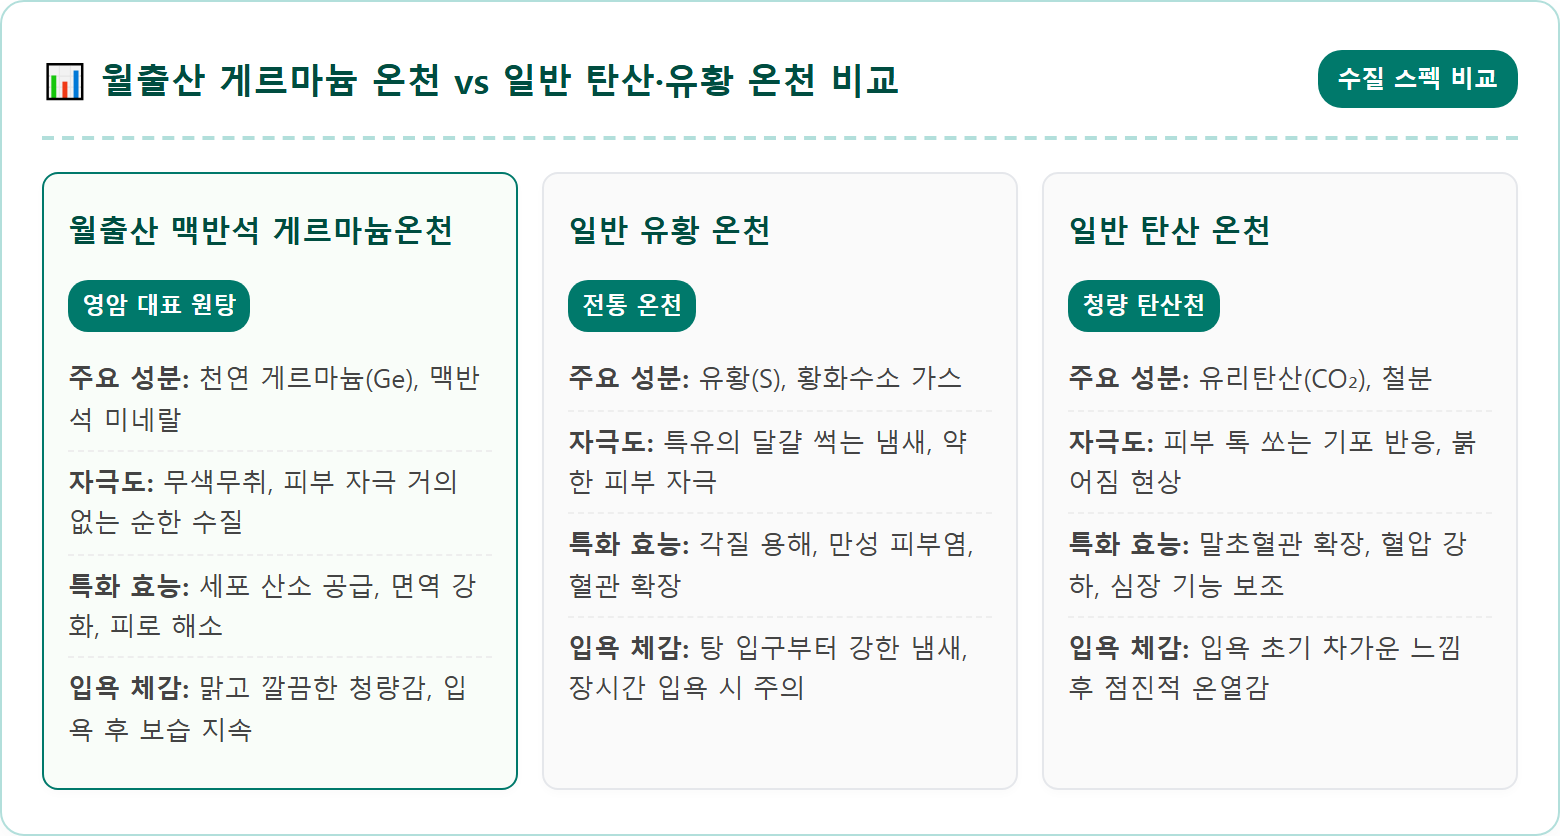 📊 월출산 게르마늄 온천 vs 일반 탄산·유황 온천 비교
수질 스펙 비교
월출산 맥반석 게르마늄온천
영암 대표 원탕
주요 성분: 천연 게르마늄(Ge), 맥반
석 미네랄
자극도: 무색무취, 피부 자극 거의
없는 순한 수질
특화 효능: 세포 산소 공급, 면역 강
화, 피로 해소
입욕 체감: 맑고 깔끔한 청량감, 입
욕 후 보습 지속
일반 유황 온천
전통 온천
주요 성분: 유황(S), 황화수소 가스
자극도: 특유의 달걀 썩는 냄새, 약
한 피부 자극
특화 효능: 각질 용해, 만성 피부염,
혈관 확장
입욕 체감: 탕 입구부터 강한 냄새,
장시간 입욕 시 주의
일반 탄산 온천
청량 탄산천
주요 성분: 유리탄산(CO₂), 철분
자극도: 피부 톡 쏘는 기포 반응, 붉
어짐 현상
특화 효능: 말초혈관 확장, 혈압 강
하, 심장 기능 보조
입욕 체감: 입욕 초기 차가운 느낌
후 점진적 온열감